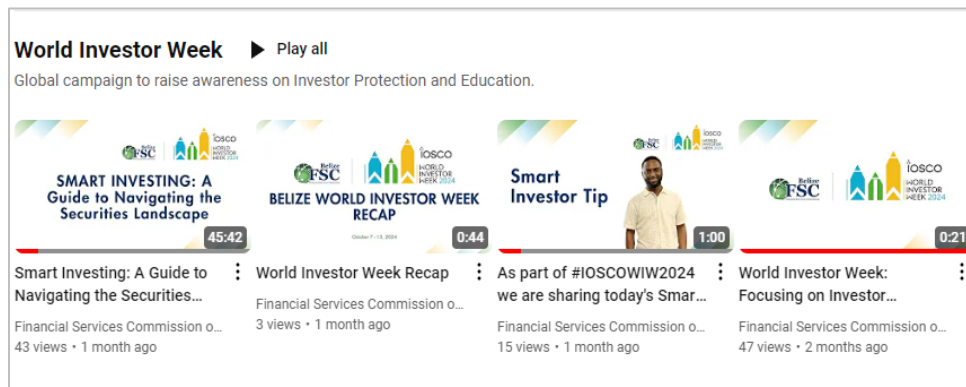 World Investor Week
Play all
Global campaign to raise awareness on Investor Protection and Education.
Belize
FSC
iosco
WORLD
INVESTOR
WEEK 2024
SMART INVESTING: A
Guide to Navigating the
Securities Landscape
45:42
Smart Investing: A Guide to
Navigating the Securities...
Financial Services Commission o...
43 views • 1 month ago
Belize
FSC
iosco
WORLD
INVESTOR
WEEK 2024
BELIZE WORLD INVESTOR WEEK
RECAP
October 7 -13, 2024
0:44
World Investor Week Recap
Financial Services Commission o...
3 views • 1 month ago
Belize
FSC
iosco
WORLD
INVESTOR
WEEK 2024
Smart
Investor Tip
1:00
As part of #IOSCOWIW2024
we are sharing today's Smar...
Financial Services Commission o...
15 views • 1 month ago
Belize
FSC
iosco
WORLD
INVESTOR
WEEK 2024
0:21
World Investor Week:
Focusing on Investor...
Financial Services Commission o...
47 views • 2 months ago